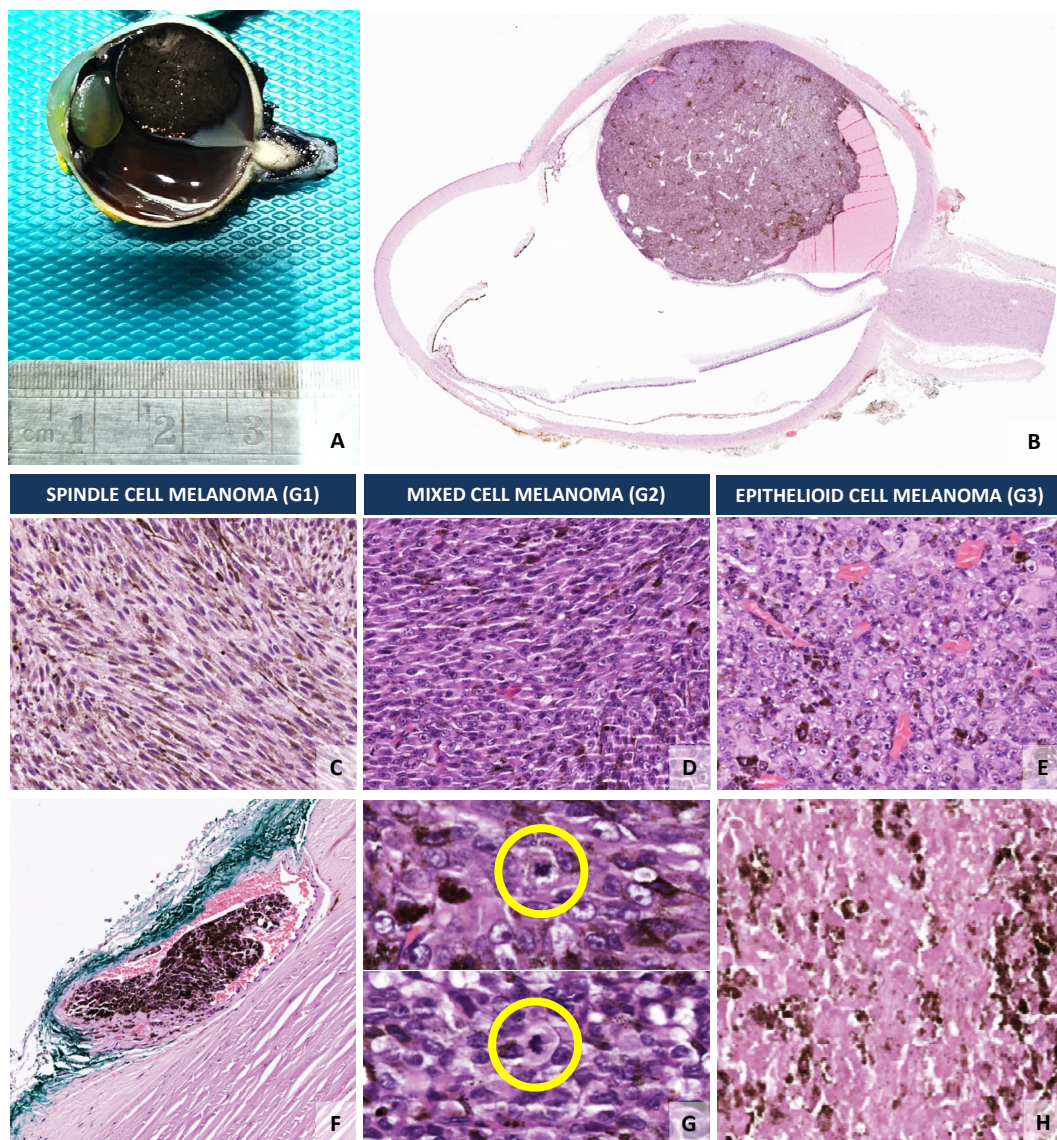 cm 1 2 3
A
B
SPINDLE CELL MELANOMA (G1)
MIXED CELL MELANOMA (G2)
EPITHELIOID CELL MELANOMA (G3)
C
D
E
F
G
H